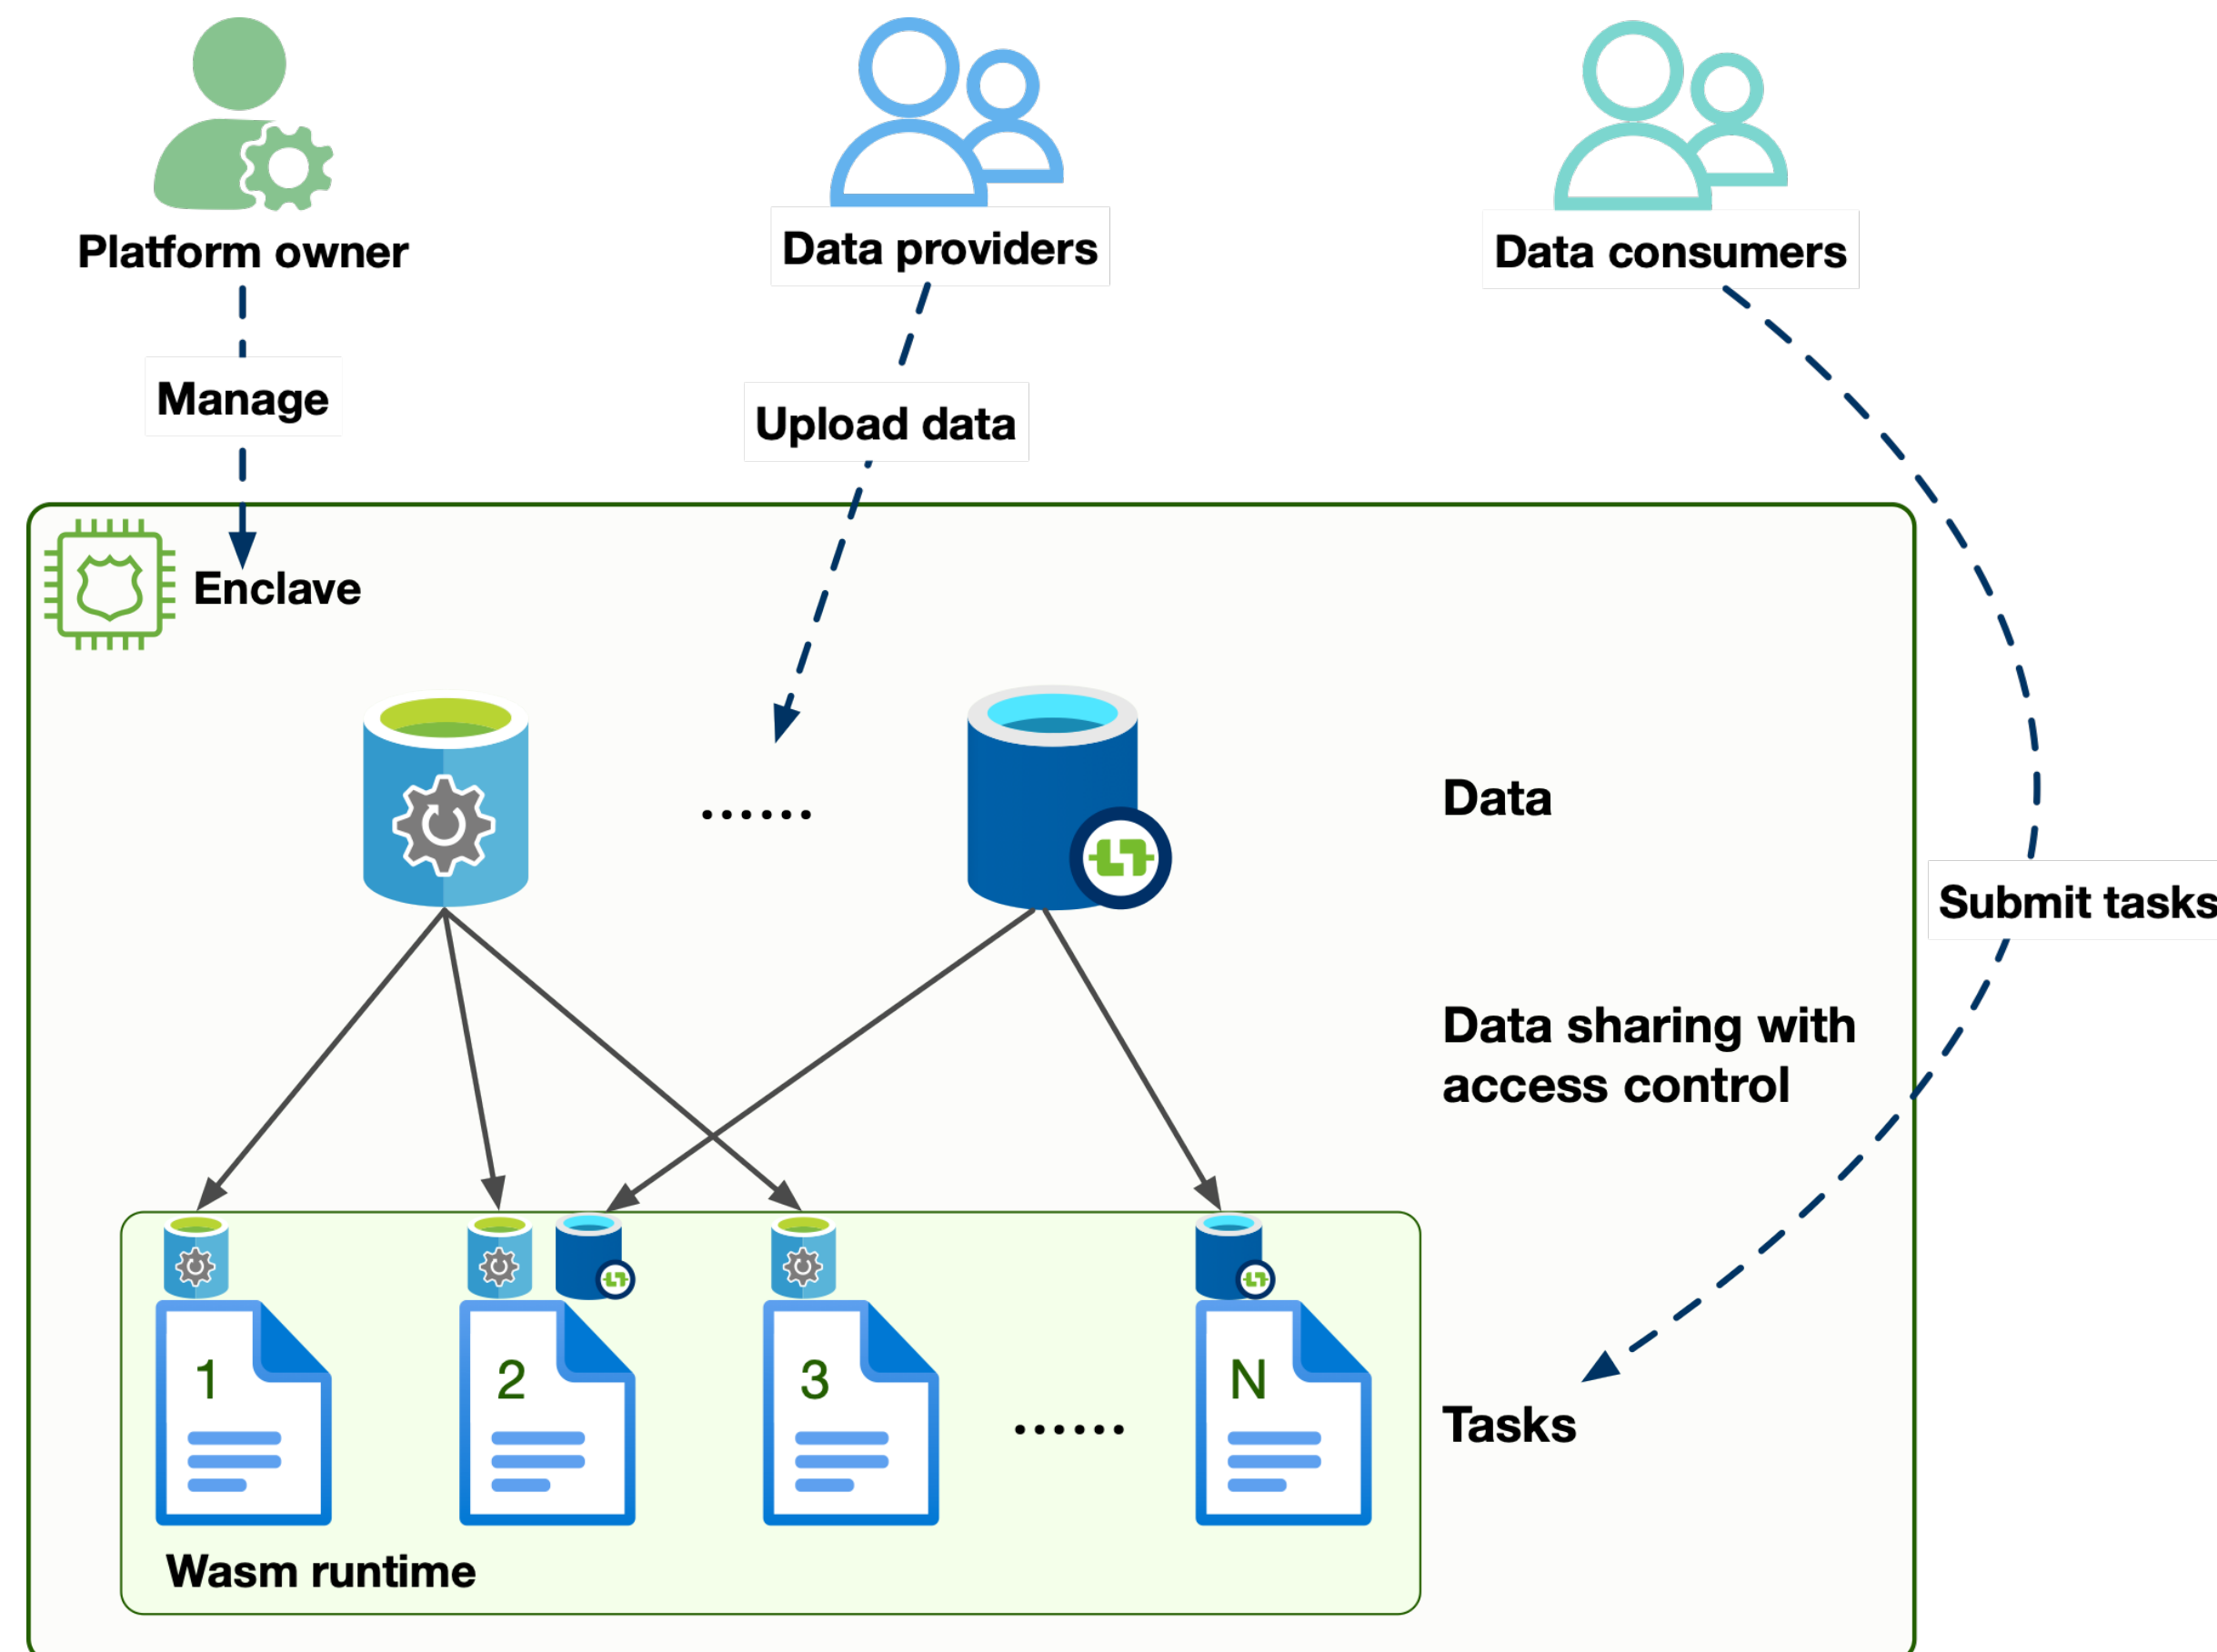 Platform owner
Data providers
Data consumers
Manage
Upload data
Enclave
......
Data
Submit tasks
Data sharing with
access control
1
2
3
......
N
Tasks
Wasm runtime